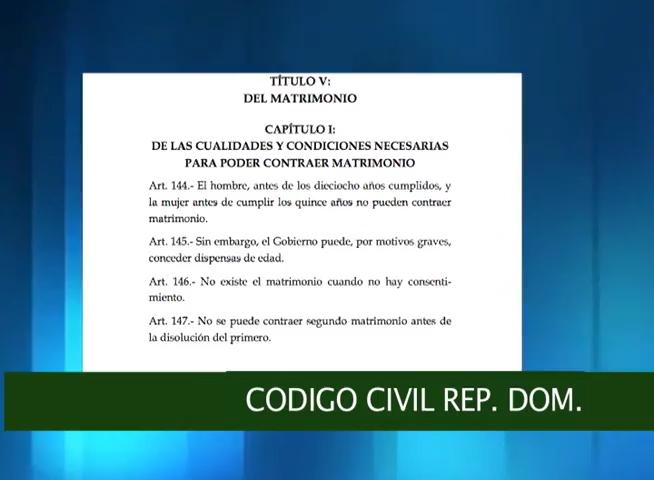 TÍTULO V:
DEL MATRIMONIO
CAPÍTULO I:
DE LAS CUALIDADES Y CONDICIONES NECESARIAS
PARA PODER CONTRAER MATRIMONIO
Art. 144.- El hombre, antes de los dieciocho años cumplidos, y
la mujer antes de cumplir los quince años no pueden contraer
matrimonio.
Art. 145.- Sin embargo, el Gobierno puede, por motivos graves,
conceder dispensas de edad.
Art. 146.- No existe el matrimonio cuando no hay consenti-
miento.
Art. 147.- No se puede contraer segundo matrimonio antes de
la disolución del primero.
CODIGO CIVIL REP. DOM.